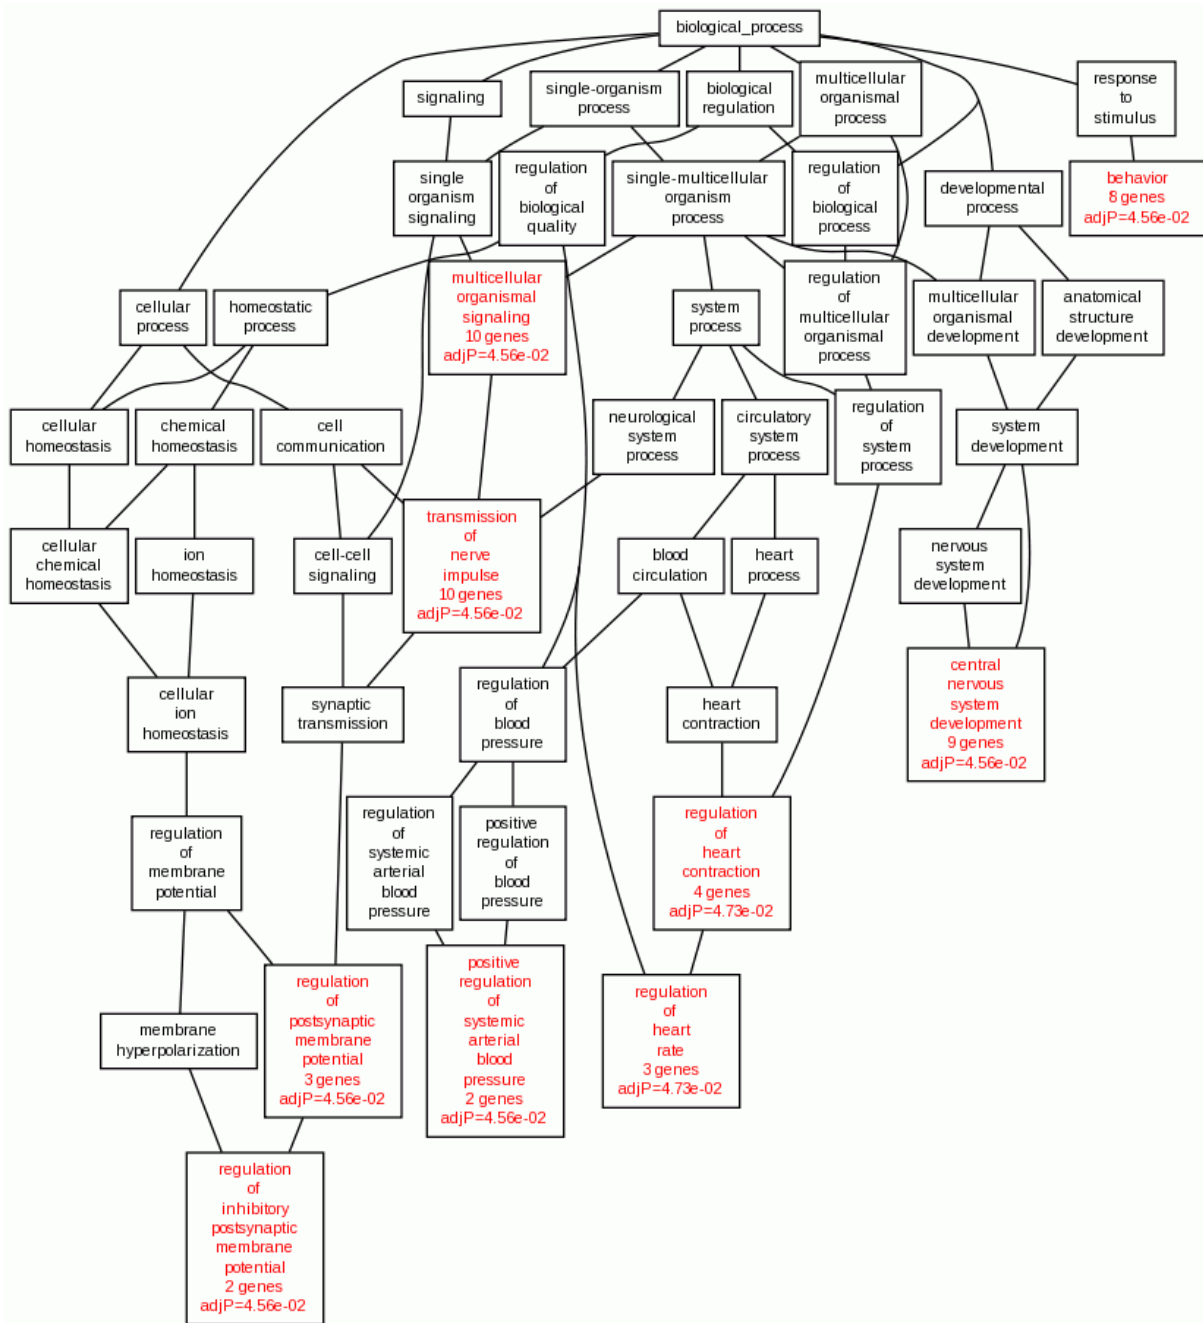 biological_process
signaling
single-organism
process
biological
regulation
multicellular
organismal
process
response
to
stimulus
single
organism
signaling
regulation
of
biological
quality
single-multicellular
organism
process
regulation
of
biological
process
developmental
process
behavior
8 genes
adjP=4.56e-02
cellular
process
homeostatic
process
multicellular
organismal
signaling
10 genes
adjP=4.56e-02
system
process
regulation
of
multicellular
organismal
process
multicellular
organismal
development
anatomical
structure
development
cellular
homeostasis
chemical
homeostasis
cell
communication
neurological
system
process
circulatory
system
process
regulation
of
system
process
system
development
cellular
chemical
homeostasis
ion
homeostasis
cell-cell
signaling
transmission
of
nerve
impulse
10 genes
adjP=4.56e-02
blood
circulation
heart
process
nervous
system
development
cellular
ion
homeostasis
synaptic
transmission
regulation
of
blood
pressure
heart
contraction
central
nervous
system
development
9 genes
adjP=4.56e-02
regulation
of
membrane
potential
regulation
of
systemic
arterial
blood
pressure
positive
regulation
of
blood
pressure
regulation
of
heart
contraction
4 genes
adjP=4.73e-02
membrane
hyperpolarization
regulation
of
postsynaptic
membrane
potential
3 genes
adjP=4.56e-02
positive
regulation
of
systemic
arterial
blood
pressure
2 genes
adjP=4.56e-02
regulation
of
heart
rate
3 genes
adjP=4.73e-02
regulation
of
inhibitory
postsynaptic
membrane
potential
2 genes
adjP=4.56e-02